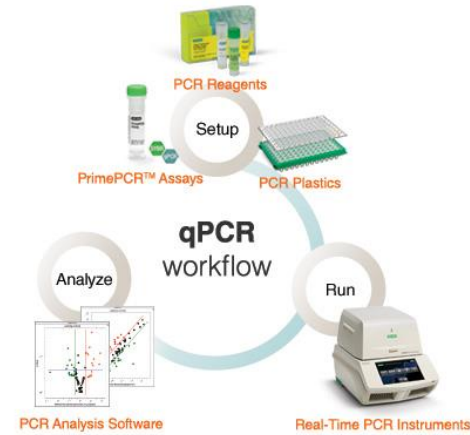 PCR Reagents
Setup
PrimePCR™ Assays
PCR Plastics
qPCR
workflow
Analyze
Run
PCR Analysis Software
Real-Time PCR Instruments